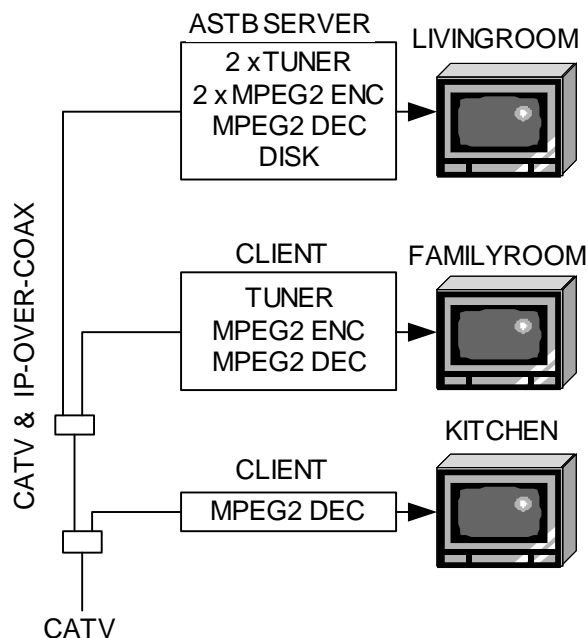 ASTB SERVER
LIVINGROOM
2 x TUNER
2 x MPEG2 ENC
MPEG2 DEC
DISK
CLIENT
FAMILYROOM
TUNER
MPEG2 ENC
MPEG2 DEC
CATV & IP-OVER-COAX
CLIENT
KITCHEN
MPEG2 DEC
CATV